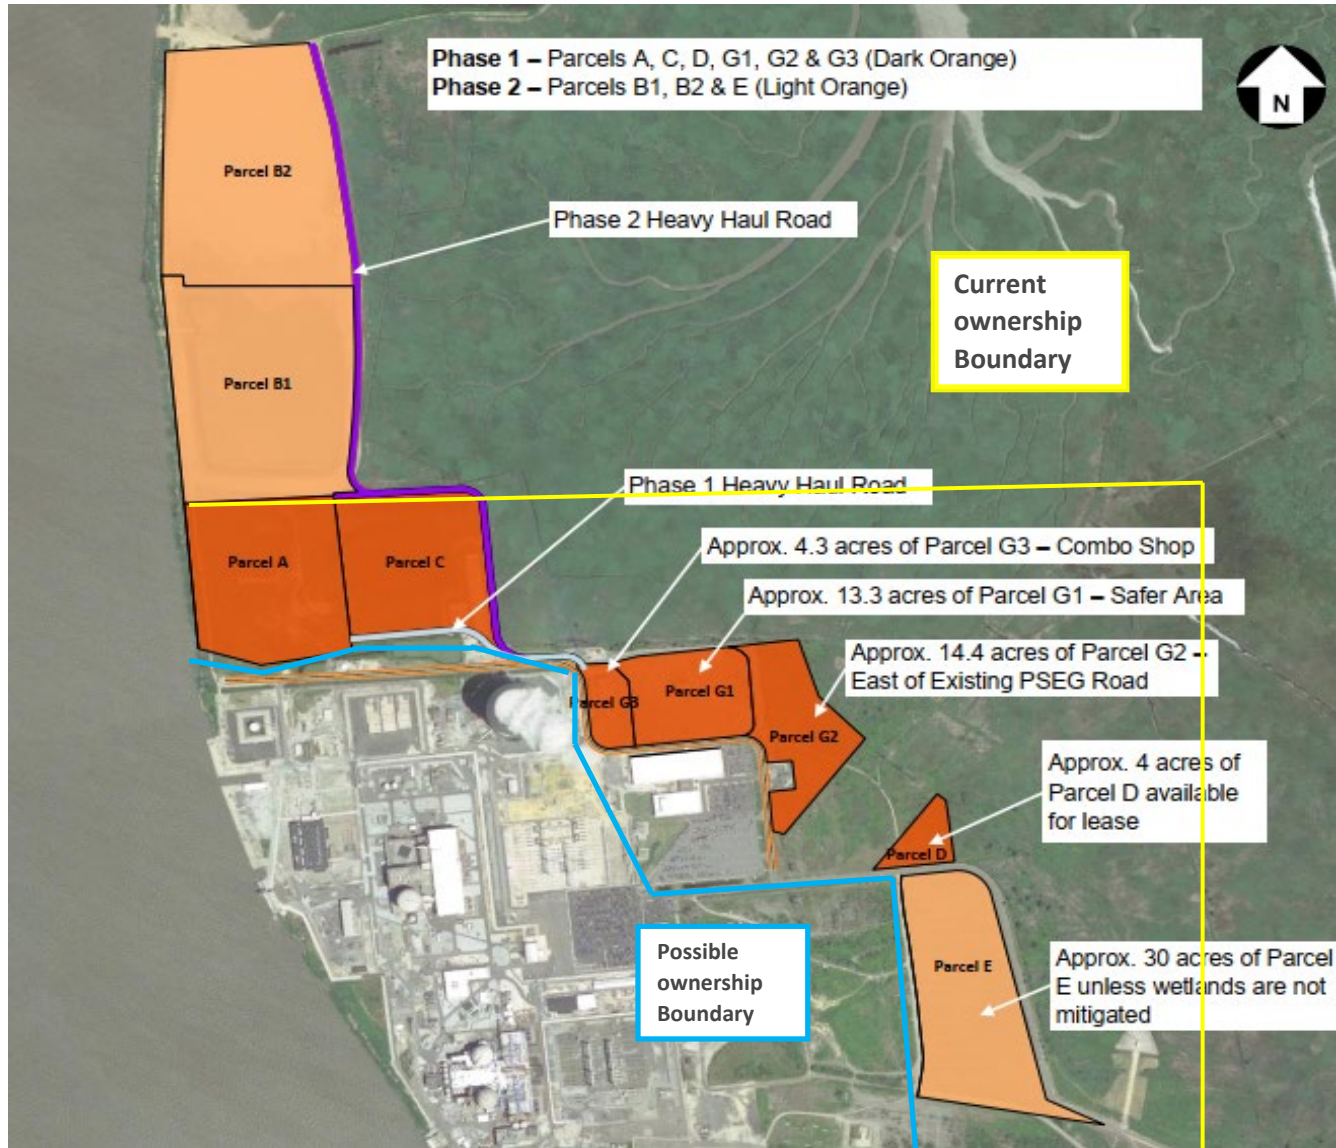 Phase 1 – Parcels A, C, D, G1, G2 & G3 (Dark Orange)
Phase 2 – Parcels B1, B2 & E (Light Orange)
N
Parcel B2
Phase 2 Heavy Haul Road
Current
ownership
Boundary
Parcel B1
Phase 1 Heavy Haul Road
Approx. 4.3 acres of Parcel G3 – Combo Shop
Parcel A
Parcel C
Approx. 13.3 acres of Parcel G1 – Safer Area
Approx. 14.4 acres of Parcel G2 –
East of Existing PSEG Road
Parcel G3
Parcel G1
Parcel G2
Approx. 4 acres of
Parcel D available
for lease
Parcel D
Possible
ownership
Boundary
Parcel E
Approx. 30 acres of Parcel
E unless wetlands are not
mitigated